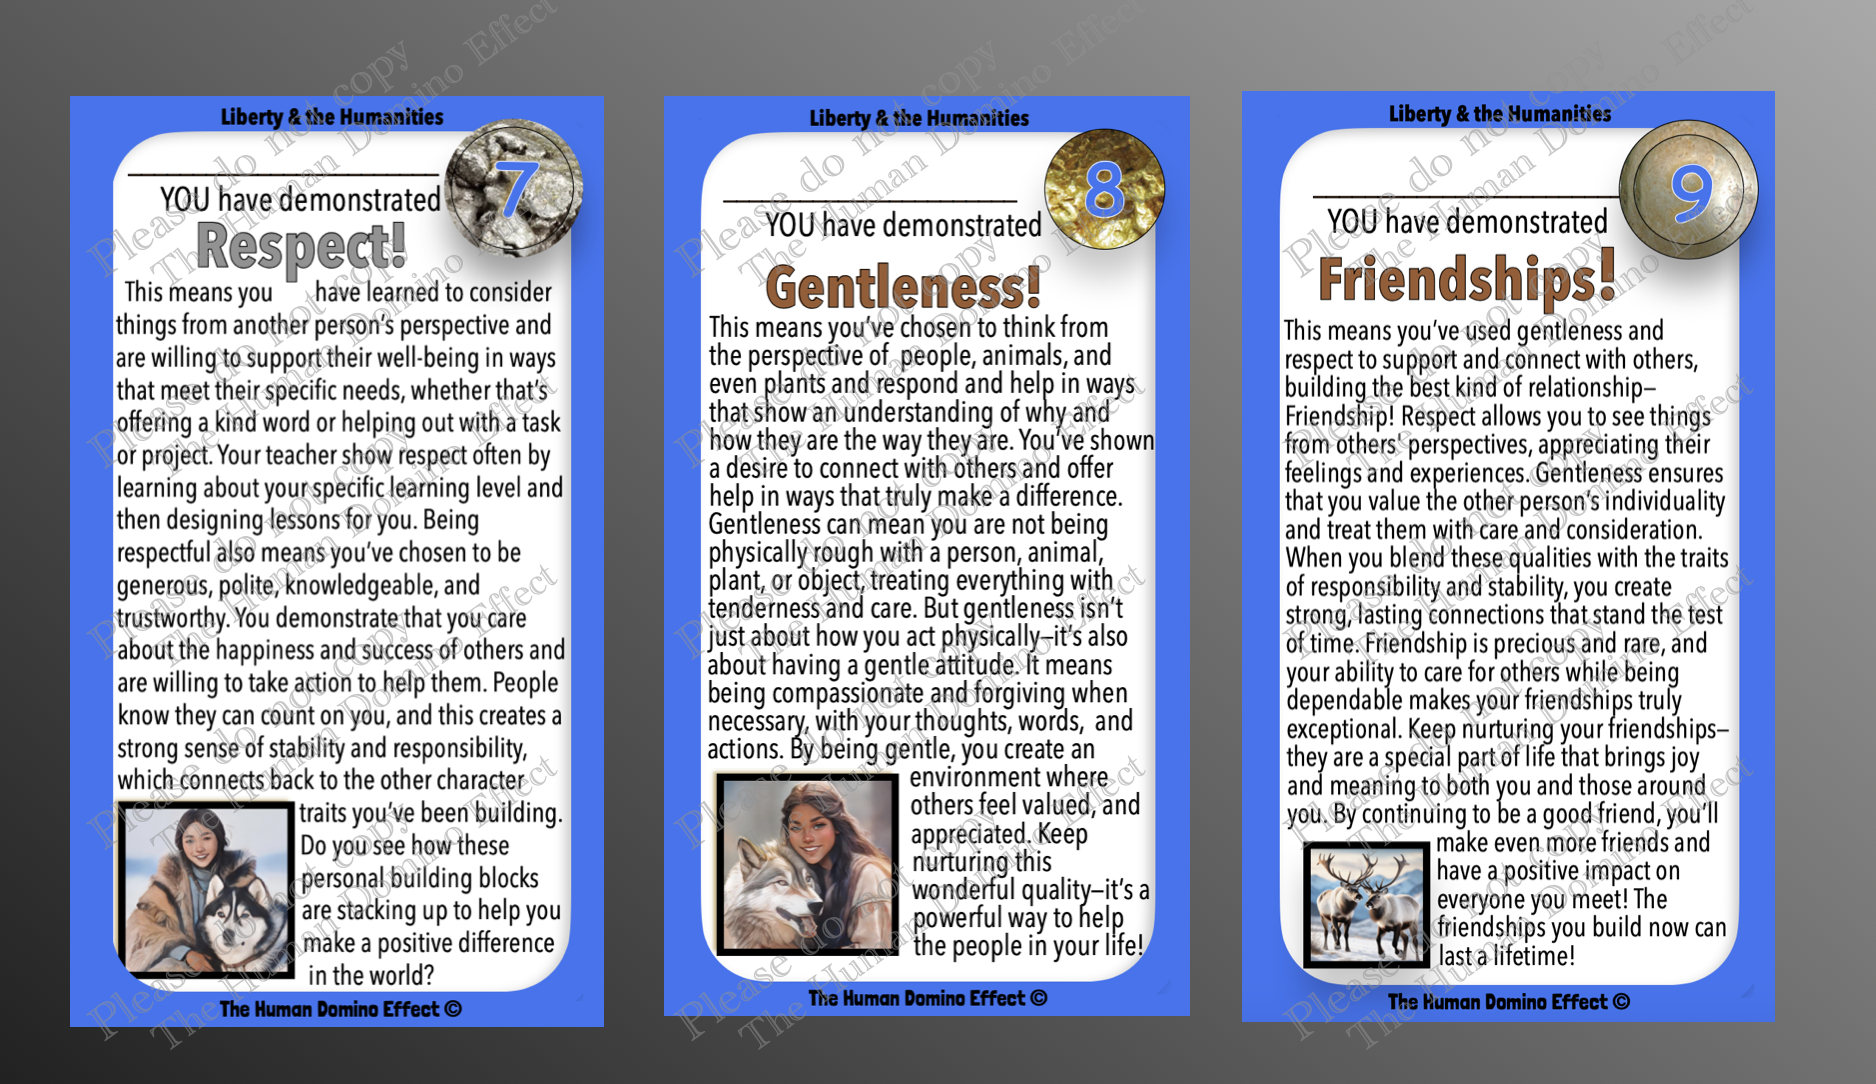 Liberty & the Humanities
7
YOU have demonstrated
Respect!
This means you have learned to consider
things from another person's perspective and
are willing to support their well-being in ways
that meet their specific needs, whether that's
offering a kind word or helping out with a task
or project. Your teacher show respect often by
learning about your specific learning level and
then designing lessons for you. Being
respectful also means you've chosen to be
generous, polite, knowledgeable, and
trustworthy. You demonstrate that you care
about the happiness and success of others and
are willing to take action to help them. People
know they can count on you, and this creates a
strong sense of stability and responsibility,
which connects back to the other character
traits you've been building.
Do you see how these
personal building blocks
are stacking up to help you
make a positive difference
in the world?
The Human Domino Effect ©
Liberty & the Humanities
8
YOU have demonstrated
Gentleness!
This means you've chosen to think from
the perspective of people, animals, and
even plants and respond and help in ways
that show an understanding of why and
how they are the way they are. You've shown
a desire to connect with others and offer
help in ways that truly make a difference.
Gentleness can mean you are not being
physically rough with a person, animal,
plant, or object, treating everything with
tenderness and care. But gentleness isn't
just about how you act physically–it's also
about having a gentle attitude. It means
being compassionate and forgiving when
necessary, with your thoughts, words, and
actions. By being gentle, you create an
environment where
others feel valued, and
appreciated. Keep
nurturing this
wonderful quality–it's a
powerful way to help
the people in your life!
The Human Domino Effect ©
Liberty & the Humanities
9
YOU have demonstrated
Friendships!
This means you've used gentleness and
respect to support and connect with others,
building the best kind of relationship–
Friendship! Respect allows you to see things
from others' perspectives, appreciating their
feelings and experiences. Gentleness ensures
that you value the other person's individuality
and treat them with care and consideration.
When you blend these qualities with the traits
of responsibility and stability, you create
strong, lasting connections that stand the test
of time. Friendship is precious and rare, and
your ability to care for others while being
dependable makes your friendships truly
exceptional. Keep nurturing your friendships–
they are a special part of life that brings joy
and meaning to both you and those around
you. By continuing to be a good friend, you'll
make even more friends and
have a positive impact on
everyone you meet! The
friendships you build now can
last a lifetime!
The Human Domino Effect ©
Please do not copy
The Human Domino Effect